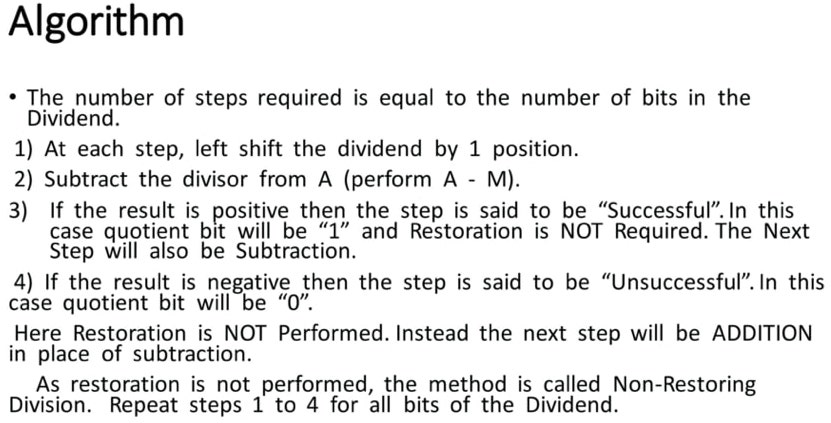 Algorithm
• The number of steps required is equal to the number of bits in the
Dividend.
1) At each step, left shift the dividend by 1 position.
2) Subtract the divisor from A (perform A - M).
3) If the result is positive then the step is said to be “Successful”. In this
case quotient bit will be “1” and Restoration is NOT Required. The Next
Step will also be Subtraction.
4) If the result is negative then the step is said to be “Unsuccessful”. In this
case quotient bit will be “0”.
Here Restoration is NOT Performed. Instead the next step will be ADDITION
in place of subtraction.
As restoration is not performed, the method is called Non-Restoring
Division. Repeat steps 1 to 4 for all bits of the Dividend.